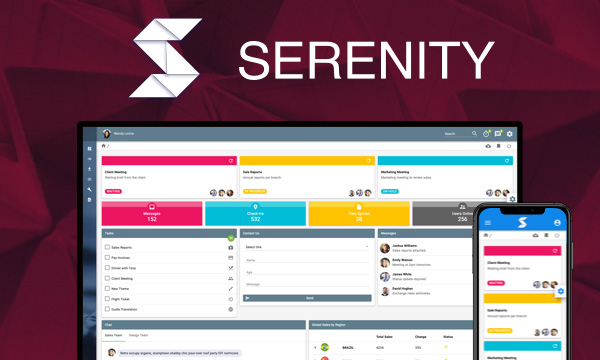 SERENITY
Wendy Lorina
Search
/
Client Meeting
Waiting brief from the client
WAITING
Sale Reports
Annual reports per branch
IN PROGRESS
Marketing Meeting
Marketing meeting to review sales
ON HOLD
Messages
152
Check-ins
532
Files Synced
28
Users Online
256
Tasks
Sales Reports
Pay Invoices
Dinner with Tony
Client Meeting
New Theme
Flight Ticket
Guide Translation
Contact Us
Select One
Name
Age
Message
Send
Messages
Joshua Williams
Sales reports attached.
Emily Watson
Meeting at 3pm tomorrow.
James White
Status update required.
David Hughes
Exchange rates estimates.
Chat
Sales Team
Design Team
Retro occupy organic, stumptown shabby chic pour-over roof party DIY normcore.
Global Sales by Region
Total Sales
Change
Status
1
BRAZIL
/
Client Meeting
Waiting brief from the client
WAITING
Sale Reports
Annual reports per branch
IN PROGRESS